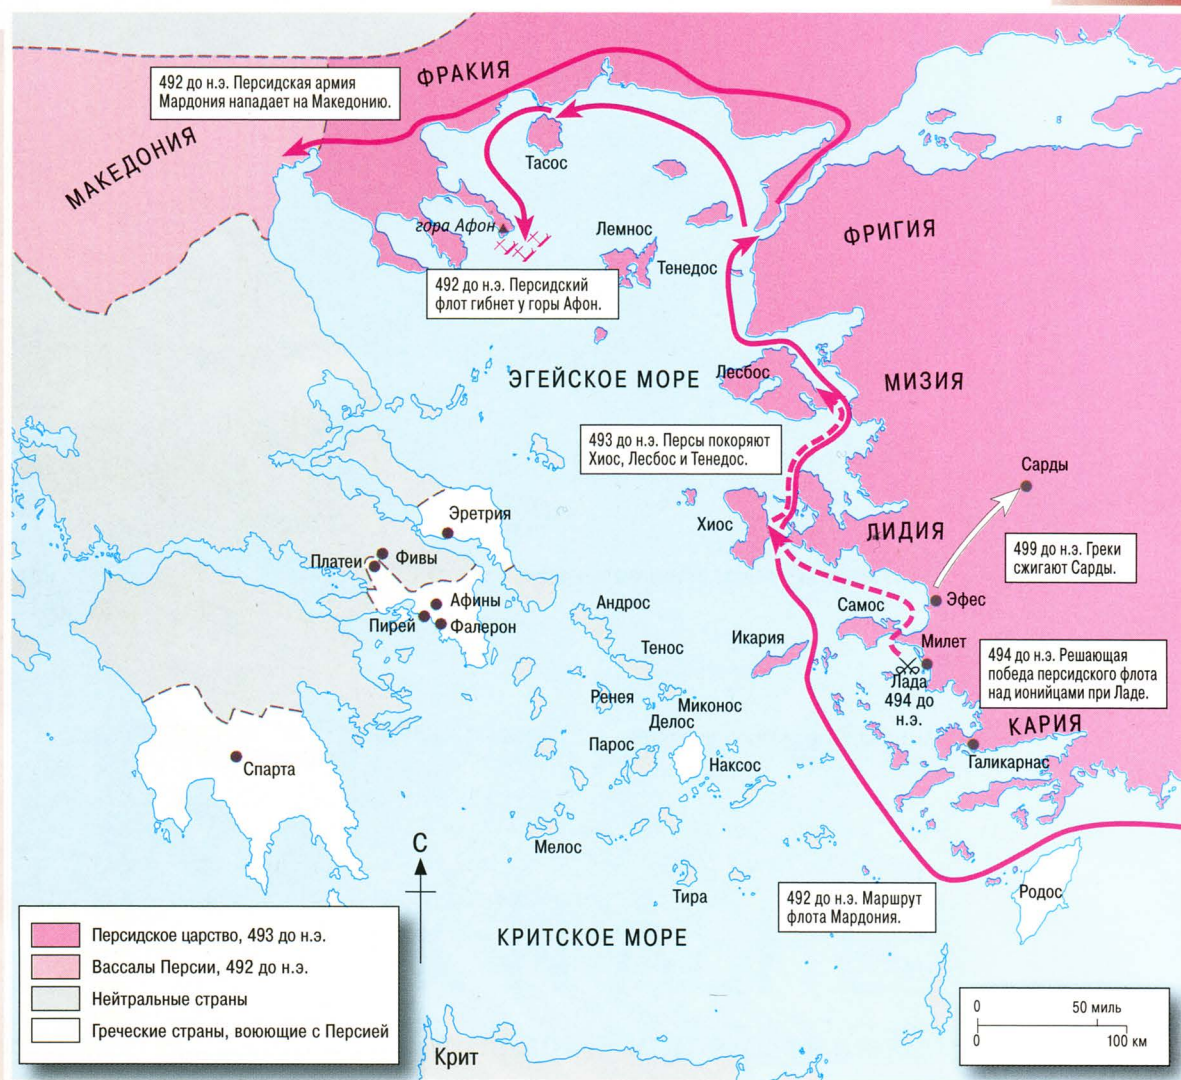 492 до н.э. Персидская армия
Мардония нападает на Македонию.
ФРАКИЯ
МАКЕДОНИЯ
Тасос
гора Афон
Лемнос
Тенедос
ФРИГИЯ
492 до н.э. Персидский
флот гибнет у горы Афон.
ЭГЕЙСКОЕ МОРЕ
Лесбос
МИЗИЯ
493 до н.э. Персы покоряют
Хиос, Лесбос и Тенедос.
Сарды
Эретрия
Хиос
ЛИДИЯ
499 до н.э. Греки
сжигают Сарды.
Платеи
Фивы
Афины
Пирей
Фалерон
Андрос
Самос
Эфес
Тенос
Икария
Милет
494 до н.э. Решающая
победа персидского флота
над ионийцами при Ладе.
Лада
494 до
н.э.
Ренея
Миконос
Делос
КАРИЯ
Парос
Наксос
Галикарнас
Спарта
Мелос
С
Тира
492 до н.э. Маршрут
флота Мардония.
Родос
КРИТСКОЕ МОРЕ
Персидское царство, 493 до н.э.
Вассалы Персии, 492 до н.э.
Нейтральные страны
Греческие страны, воюющие с Персией
Крит
0 50 миль
0 100 км